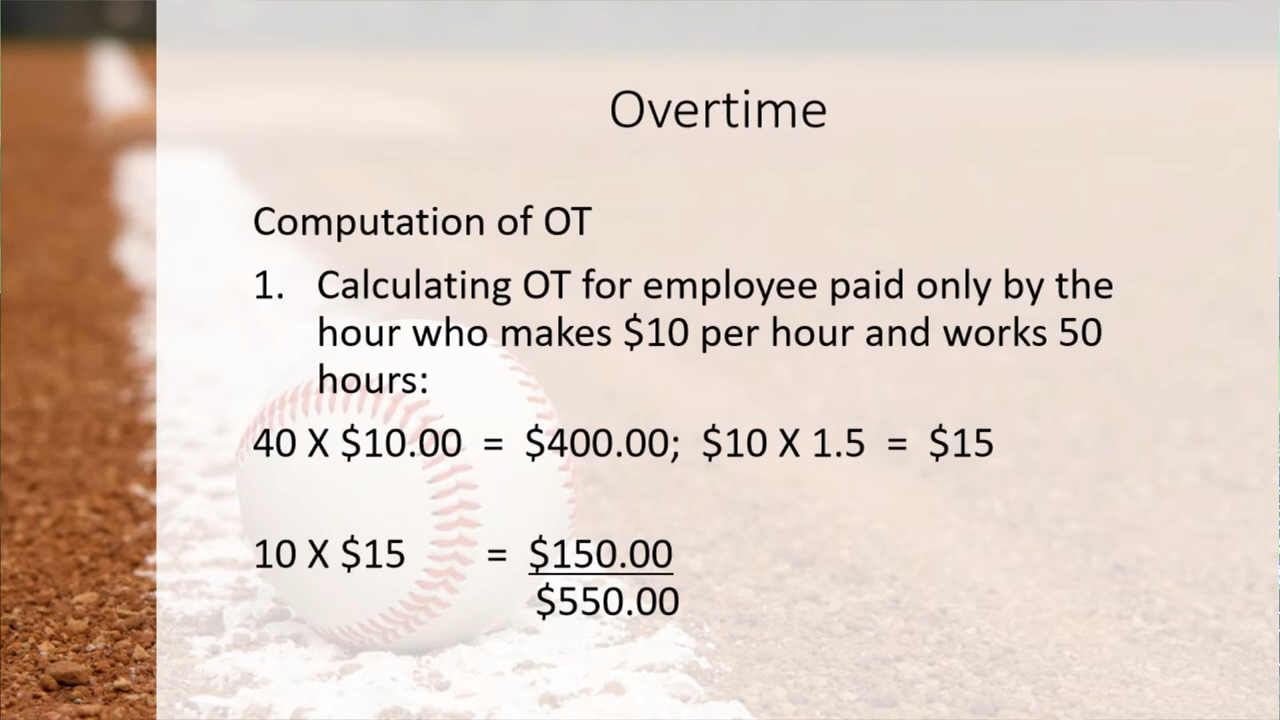 Overtime
Computation of OT
1. Calculating OT for employee paid only by the
hour who makes $10 per hour and works 50
hours:
40 X $10.00 = $400.00; $10 X 1.5 = $15
10 X $15 = $150.00
$550.00